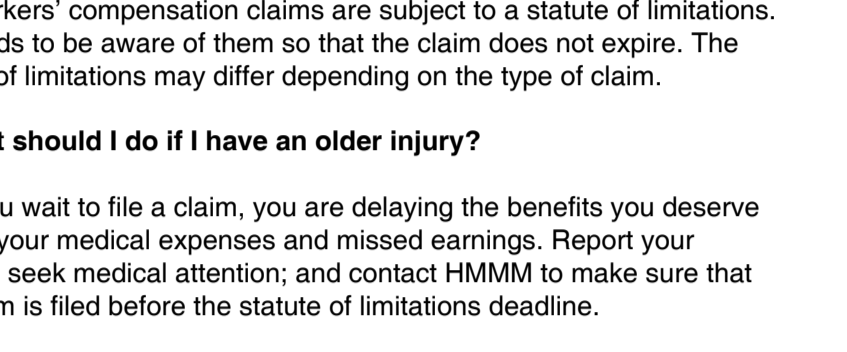 rkers' compensation claims are subject to a statute of limitations.
ds to be aware of them so that the claim does not expire. The
of limitations may differ depending on the type of claim.
t should I do if I have an older injury?
u wait to file a claim, you are delaying the benefits you deserve
your medical expenses and missed earnings. Report your
seek medical attention; and contact HMMM to make sure that
m is filed before the statute of limitations deadline.